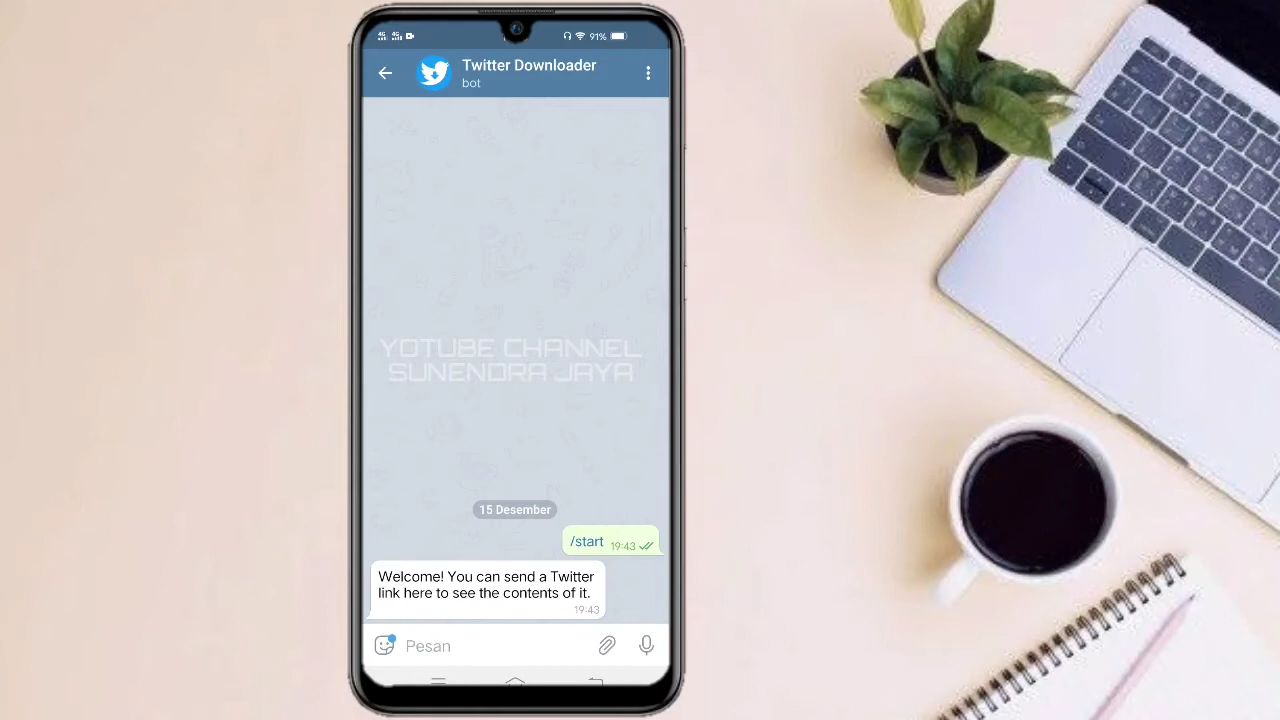 91%
Twitter Downloader
bot
YOTUBE CHANNEL
SUNENDRA JAYA
15 Desember
/start 19:43
Welcome! You can send a Twitter
link here to see the contents of it.
19:43
Pesan